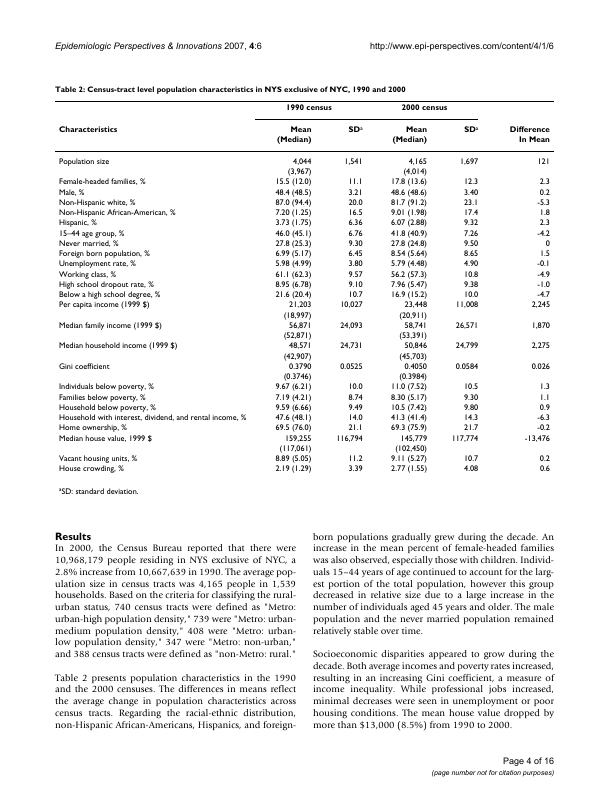 Epidemiologic Perspectives & Innovations 2007, 4:6
http://www.epi-perspectives.com/content/4/1/6
Table 2: Census-tract level population characteristics in NYS exclusive of NYC, 1990 and 2000
1990 census 2000 census
Characteristics Mean (Median) SDa Mean (Median) SDa Difference In Mean
Population size 4,044 (3,967) 1,541 4,165 (4,014) 1,697 121
Female-headed families, % 15.5 (12.0) 11.1 17.8 (13.6) 12.3 2.3
Male, % 48.4 (48.5) 3.21 48.6 (48.6) 3.40 0.2
Non-Hispanic white, % 87.0 (94.4) 20.0 81.7 (91.2) 23.1 -5.3
Non-Hispanic African-American, % 7.20 (1.25) 16.5 9.01 (1.98) 17.4 1.8
Hispanic, % 3.73 (1.75) 6.36 6.07 (2.88) 9.32 2.3
15–44 age group, % 46.0 (45.1) 6.76 41.8 (40.9) 7.26 -4.2
Never married, % 27.8 (25.3) 9.30 27.8 (24.8) 9.50 0
Foreign born population, % 6.99 (5.17) 6.45 8.54 (5.64) 8.65 1.5
Unemployment rate, % 5.98 (4.99) 3.80 5.79 (4.48) 4.90 -0.1
Working class, % 61.1 (62.3) 9.57 56.2 (57.3) 10.8 -4.9
High school dropout rate, % 8.95 (6.78) 9.10 7.96 (5.47) 9.38 -1.0
Below a high school degree, % 21.6 (20.4) 10.7 16.9 (15.2) 10.0 -4.7
Per capita income (1999 $) 21,203 (18,997) 10,027 23,448 (20,911) 11,008 2,245
Median family income (1999 $) 56,871 (52,871) 24,093 58,741 (53,391) 26,571 1,870
Median household income (1999 $) 48,571 (42,907) 24,731 50,846 (45,703) 24,799 2,275
Gini coefficient 0.3790 (0.3746) 0.0525 0.4050 (0.3984) 0.0584 0.026
Individuals below poverty, % 9.67 (6.21) 10.0 11.0 (7.52) 10.5 1.3
Families below poverty, % 7.19 (4.21) 8.74 8.30 (5.17) 9.30 1.1
Household below poverty, % 9.59 (6.66) 9.49 10.5 (7.42) 9.80 0.9
Household with interest, dividend, and rental income, % 47.6 (48.1) 14.0 41.3 (41.4) 14.3 -6.3
Home ownership, % 69.5 (76.0) 21.1 69.3 (75.9) 21.7 -0.2
Median house value, 1999 $ 159,255 (117,061) 116,794 145,779 (102,450) 117,774 -13,476
Vacant housing units, % 8.89 (5.05) 11.2 9.11 (5.27) 10.7 0.2
House crowding, % 2.19 (1.29) 3.39 2.77 (1.55) 4.08 0.6
aSD: standard deviation.
Results
In 2000, the Census Bureau reported that there were
10,968,179 people residing in NYS exclusive of NYC, a
2.8% increase from 10,667,639 in 1990. The average pop-
ulation size in census tracts was 4,165 people in 1,539
households. Based on the criteria for classifying the rural-
urban status, 740 census tracts were defined as "Metro:
urban-high population density," 739 were "Metro: urban-
medium population density," 408 were "Metro: urban-
low population density," 347 were "Metro: non-urban,"
and 388 census tracts were defined as "non-Metro: rural."
Table 2 presents population characteristics in the 1990
and the 2000 censuses. The differences in means reflect
the average change in population characteristics across
census tracts. Regarding the racial-ethnic distribution,
non-Hispanic African-Americans, Hispanics, and foreign-
born populations gradually grew during the decade. An
increase in the mean percent of female-headed families
was also observed, especially those with children. Individ-
uals 15–44 years of age continued to account for the larg-
est portion of the total population, however this group
decreased in relative size due to a large increase in the
number of individuals aged 45 years and older. The male
population and the never married population remained
relatively stable over time.
Socioeconomic disparities appeared to grow during the
decade. Both average incomes and poverty rates increased,
resulting in an increasing Gini coefficient, a measure of
income inequality. While professional jobs increased,
minimal decreases were seen in unemployment or poor
housing conditions. The mean house value dropped by
more than $13,000 (8.5%) from 1990 to 2000.
Page 4 of 16
(page number not for citation purposes)